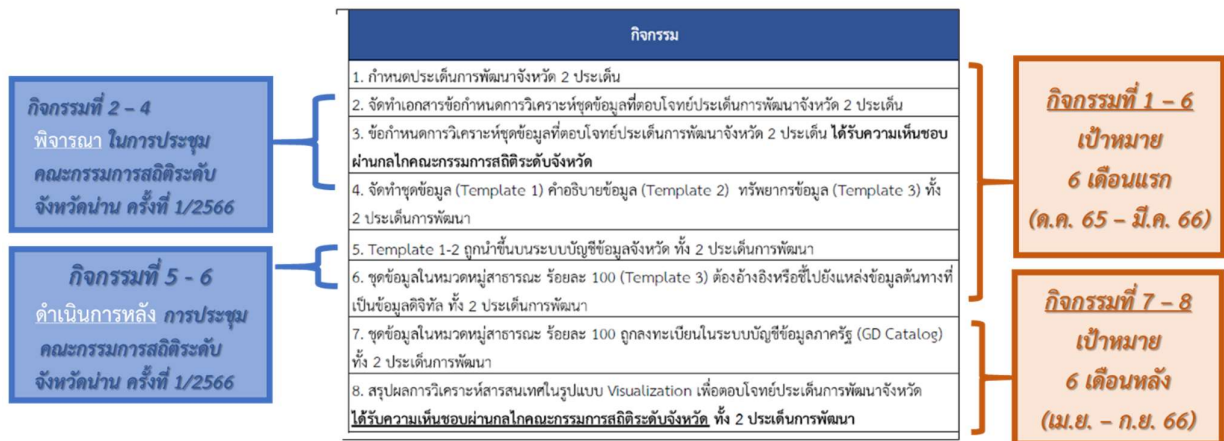 กิจกรรม
1. กำหนดประเด็นการพัฒนาจังหวัด 2 ประเด็น
2. จัดทำเอกสารข้อกำหนดการวิเคราะห์ชุดข้อมูลที่ตอบโจทย์ประเด็นการพัฒนาจังหวัด 2 ประเด็น
3. ข้อกำหนดการวิเคราะห์ชุดข้อมูลที่ตอบโจทย์ประเด็นการพัฒนาจังหวัด 2 ประเด็น ได้รับความเห็นชอบ
ผ่านกลไกคณะกรรมการสถิติระดับจังหวัด
4. จัดทำชุดข้อมูล (Template 1) คำอธิบายข้อมูล (Template 2) ทรัพยากรข้อมูล (Template 3) ทั้ง
2 ประเด็นการพัฒนา
5. Template 1-2 ถูกนำขึ้นบนระบบบัญชีข้อมูลจังหวัด ทั้ง 2 ประเด็นการพัฒนา
6. ชุดข้อมูลในหมวดหมู่สาธารณะ ร้อยละ 100 (Template 3) ต้องอ้างอิงหรือชี้ไปยังแหล่งข้อมูลต้นทางที่
เป็นข้อมูลดิจิทัล ทั้ง 2 ประเด็นการพัฒนา
7. ชุดข้อมูลในหมวดหมู่สาธารณะ ร้อยละ 100 ถูกลงทะเบียนในระบบบัญชีข้อมูลภาครัฐ (GD Catalog)
ทั้ง 2 ประเด็นการพัฒนา
8. สรุปผลการวิเคราะห์สารสนเทศในรูปแบบ Visualization เพื่อตอบโจทย์ประเด็นการพัฒนาจังหวัด
ได้รับความเห็นชอบผ่านกลไกคณะกรรมการสถิติระดับจังหวัด ทั้ง 2 ประเด็นการพัฒนา
กิจกรรมที่ 2 – 4
พิจารณา ในการประชุม
คณะกรรมการสถิติระดับ
จังหวัดน่าน ครั้งที่ 1/2566
กิจกรรมที่ 5 - 6
ดำเนินการหลัง การประชุม
คณะกรรมการสถิติระดับ
จังหวัดน่าน ครั้งที่ 1/2566
กิจกรรมที่ 1 – 6
เป้าหมาย
6 เดือนแรก
(ต.ค. 65 – มี.ค. 66)
กิจกรรมที่ 7 – 8
เป้าหมาย
6 เดือนหลัง
(เม.ย. – ก.ย. 66)